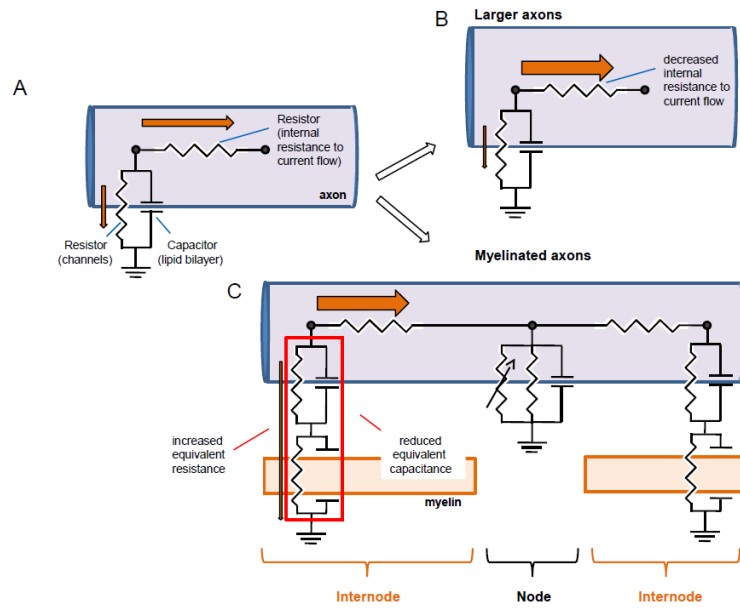 B
Larger axons
decreased
internal
resistance to
current flow
A
Resistor
(internal
resistance to
current flow)
axon
Resistor
(channels)
Capacitor
(lipid bilayer)
Myelinated axons
C
increased
equivalent
resistance
reduced
equivalent
capacitance
myelin
Internode
Node
Internode